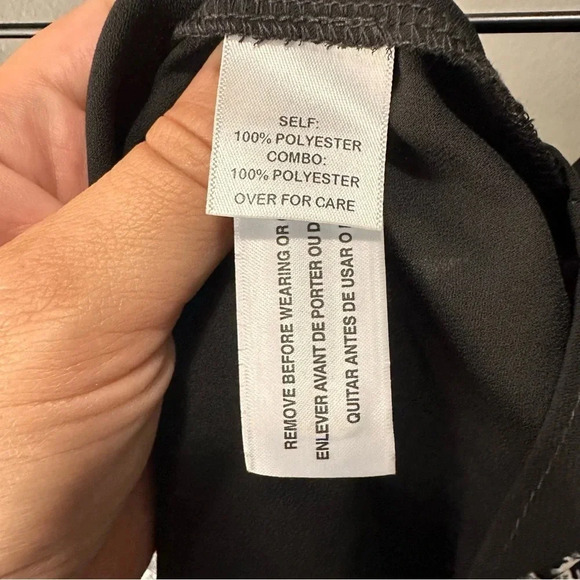 SELF:
100% POLYESTER
COMBO:
100% POLYESTER
OVER FOR CARE
REMOVE BEFORE WEARING OR
ENLEVER AVANT DE PORTER OU
QUITAR ANTES DE USAR O